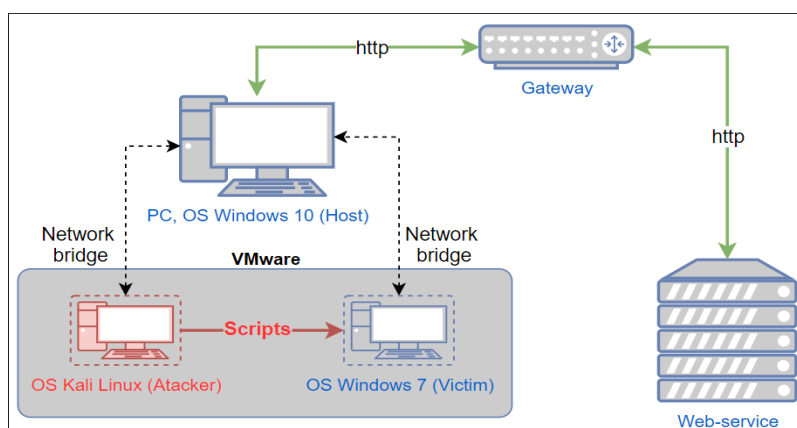 http
Gateway
http
PC, OS Windows 10 (Host)
Network
bridge
Network
bridge
VMware
Scripts
OS Kali Linux (Atacker)
OS Windows 7 (Victim)
Web-service